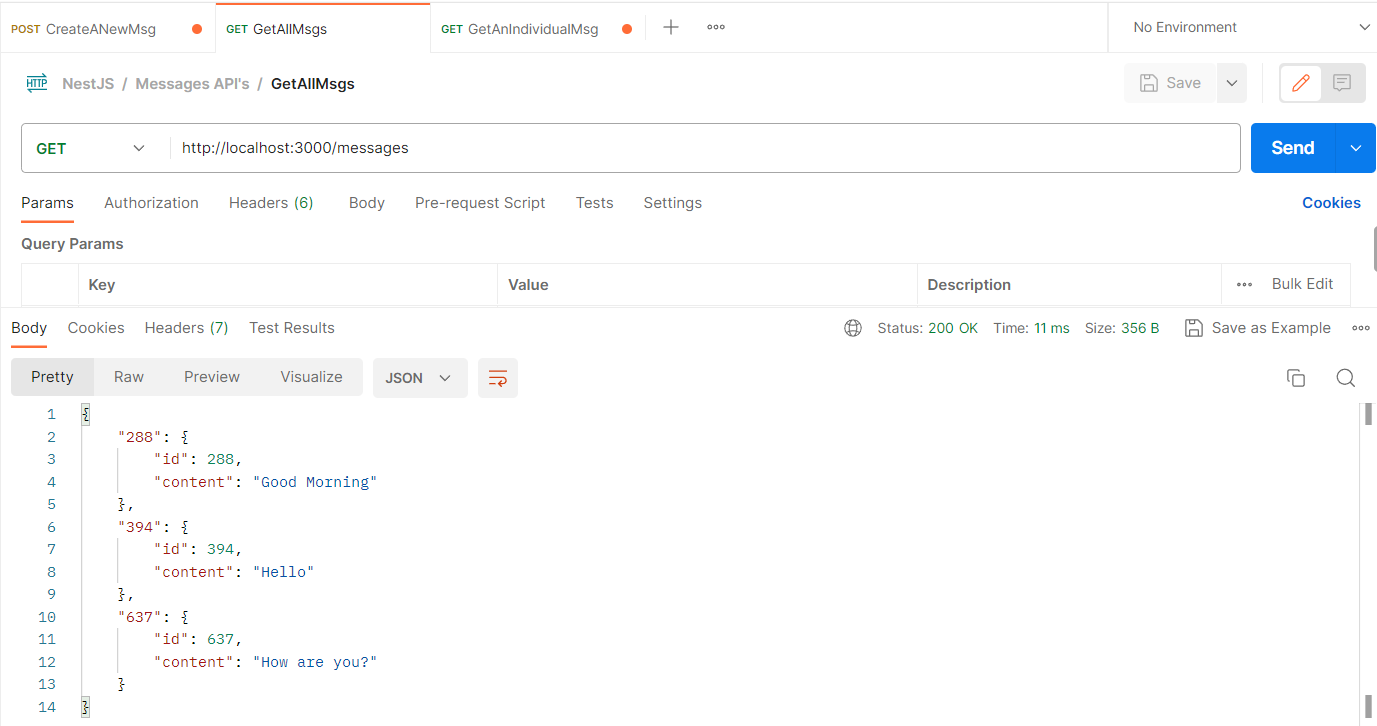 POST CreateANewMsg GET GetAllMsgs GET GetAnIndividualMsg No Environment
HTTP NestJS / Messages API's / GetAllMsgs Save
GET http://localhost:3000/messages Send
Params Authorization Headers (6) Body Pre-request Script Tests Settings Cookies
Query Params
Key Value Description Bulk Edit
Body Cookies Headers (7) Test Results Status: 200 OK Time: 11 ms Size: 356 B Save as Example
Pretty Raw Preview Visualize JSON
1 {
2 "288": {
3 "id": 288,
4 "content": "Good Morning"
5 },
6 "394": {
7 "id": 394,
8 "content": "Hello"
9 },
10 "637": {
11 "id": 637,
12 "content": "How are you?"
13 }
14 }